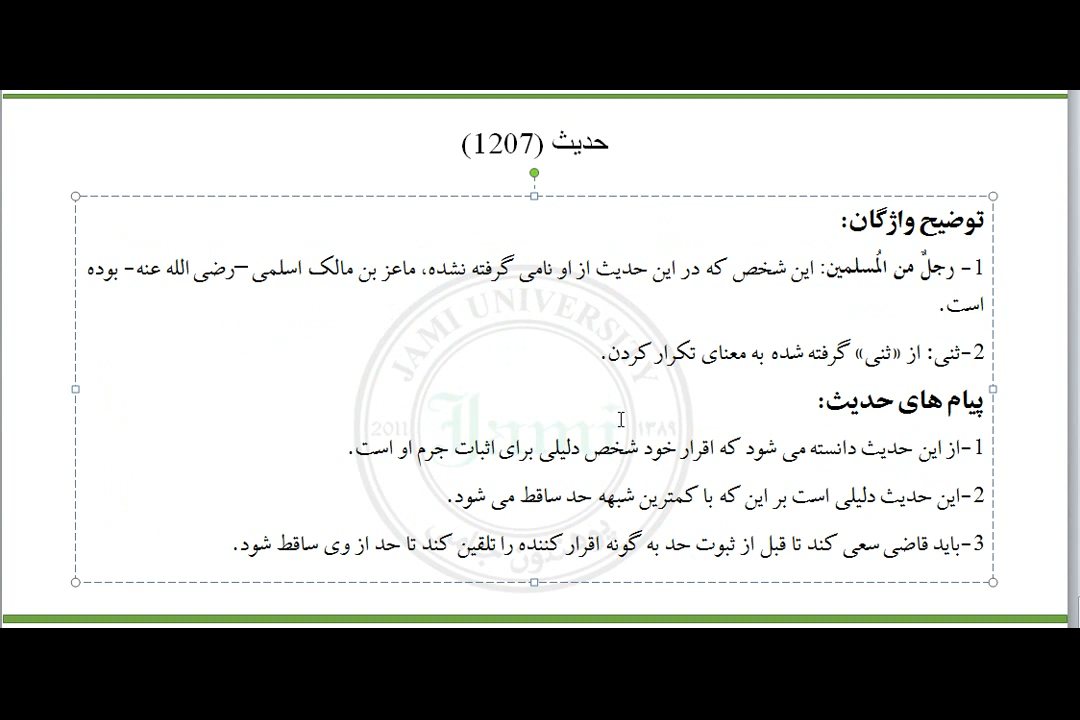 حدیث (1207)
توضیح واژگان:
1- رجلٌ من المُسلمین: این شخص که در این حدیث از او نامی گرفته نشده، ماعز بن مالک اسلمی –رضی الله عنه- بوده
است.
2-ثنی: از «ثنی» گرفته شده به معنای تکرار کردن.
پیام های حدیث:
1-از این حدیث دانسته می شود که اقرار خود شخص دلیلی برای اثبات جرم او است.
2-این حدیث دلیلی است بر این که با کمترین شبهه حد ساقط می شود.
3-باید قاضی سعی کند تا قبل از ثبوت حد به گونه اقرار کننده را تلقین کند تا حد از وی ساقط شود.
JAMI UNIVERSITY
2011
Jami
۱۳۸۹